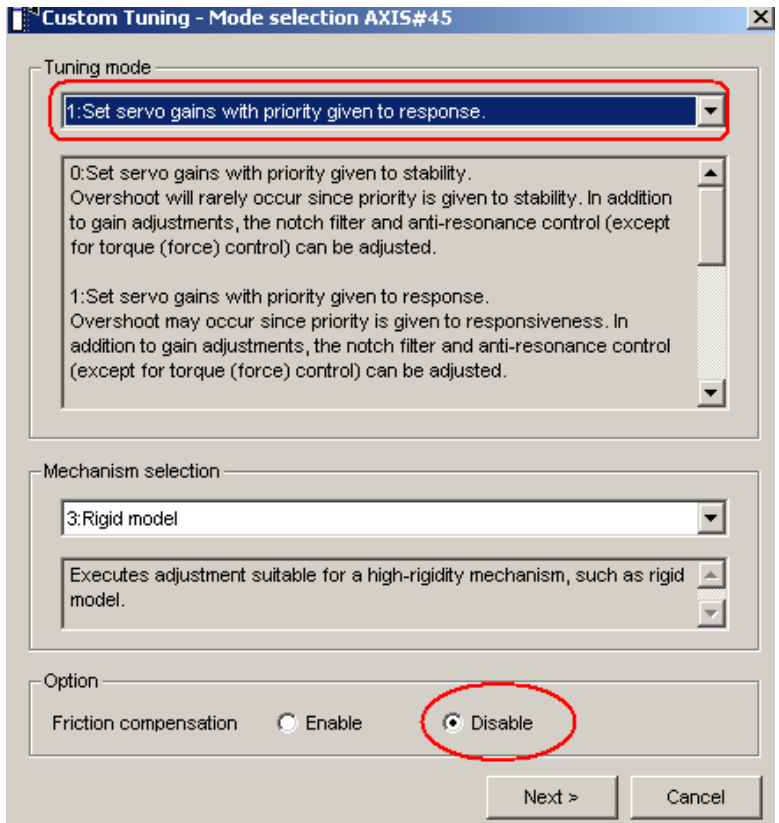 Custom Tuning - Mode selection AXIS#45
Tuning mode
1:Set servo gains with priority given to response.
0:Set servo gains with priority given to stability.
Overshoot will rarely occur since priority is given to stability. In addition
to gain adjustments, the notch filter and anti-resonance control (except
for torque (force) control) can be adjusted.
1:Set servo gains with priority given to response.
Overshoot may occur since priority is given to responsiveness. In
addition to gain adjustments, the notch filter and anti-resonance control
(except for torque (force) control) can be adjusted.
Mechanism selection
3:Rigid model
Executes adjustment suitable for a high-rigidity mechanism, such as rigid
model.
Option
Friction compensation Enable Disable
Next > Cancel